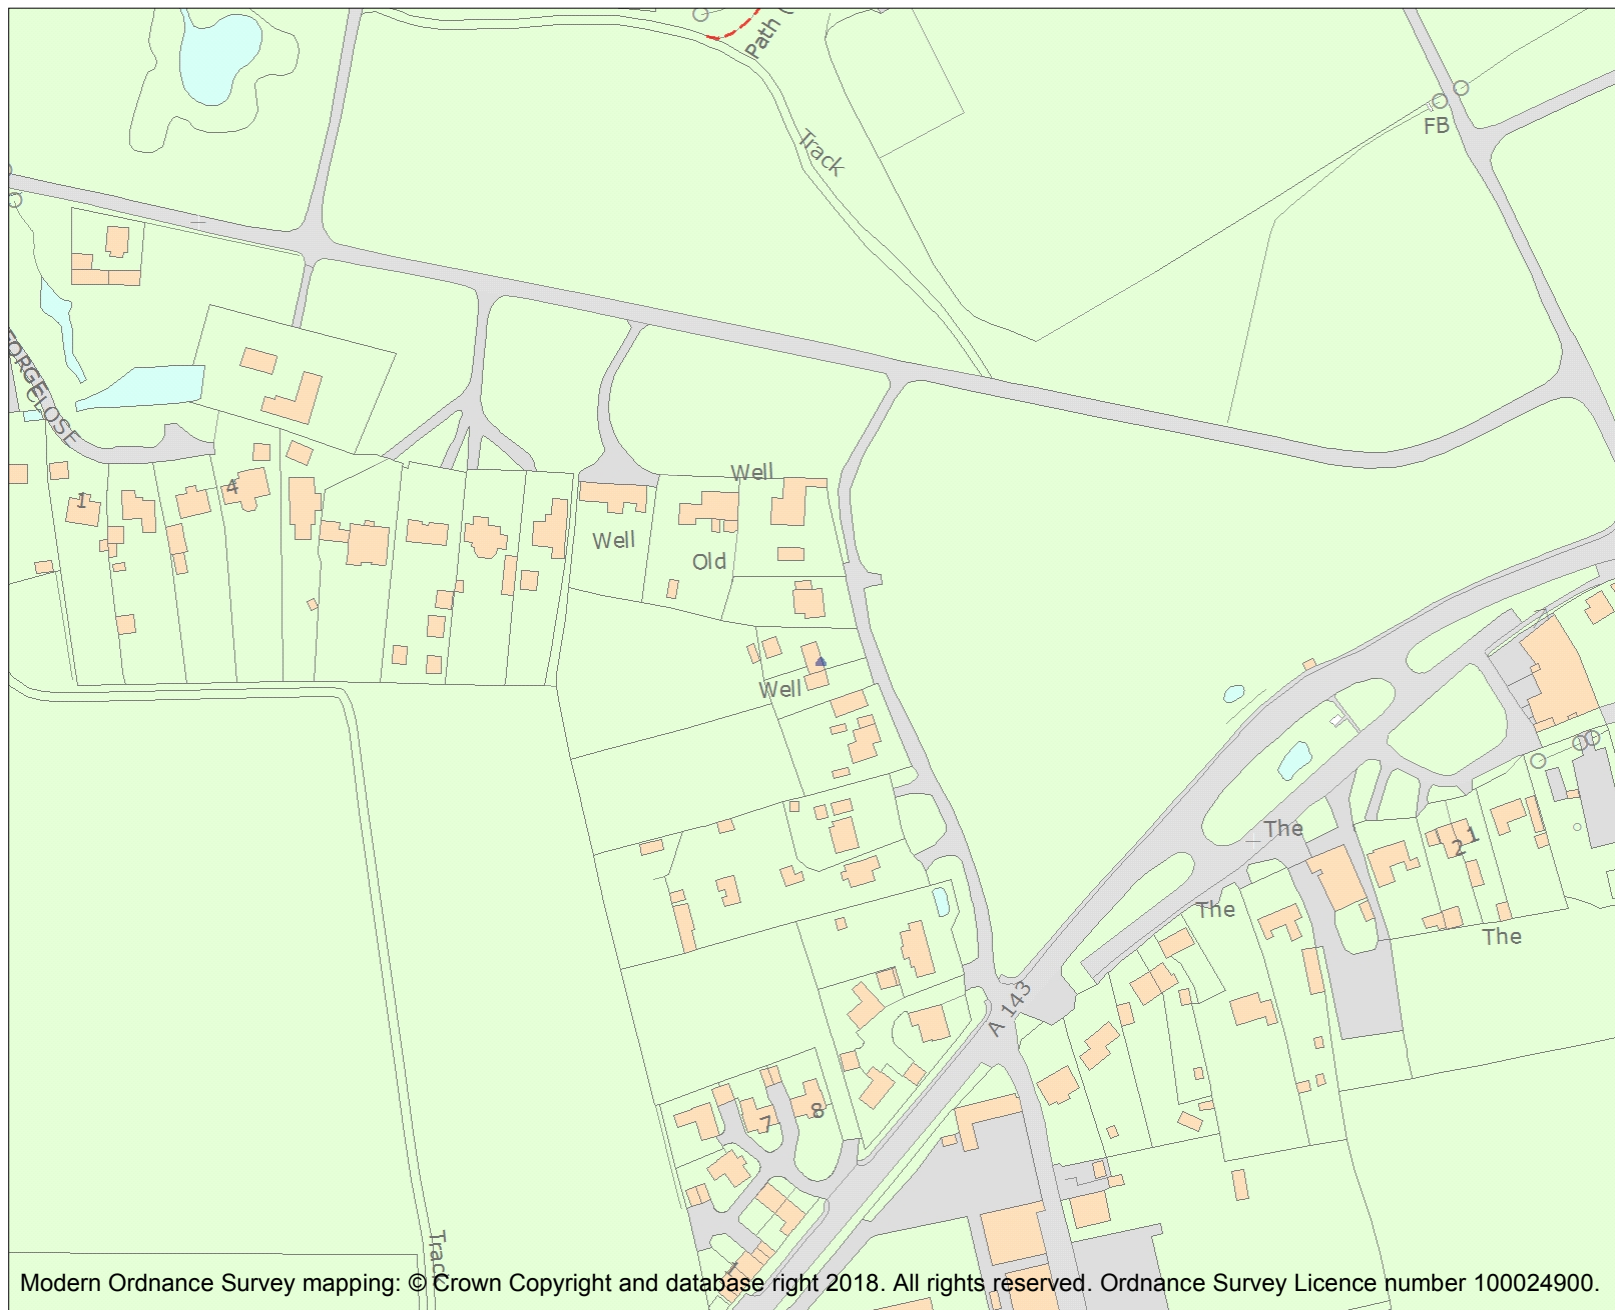 Path (
Track
FB
FORGE CLOSE
Well
1
4
Well
Old
Well
The
1
2
The
The
A 143
8
7
Track
1
Modern Ordnance Survey mapping: © Crown Copyright and database right 2018. All rights reserved. Ordnance Survey Licence number 100024900.